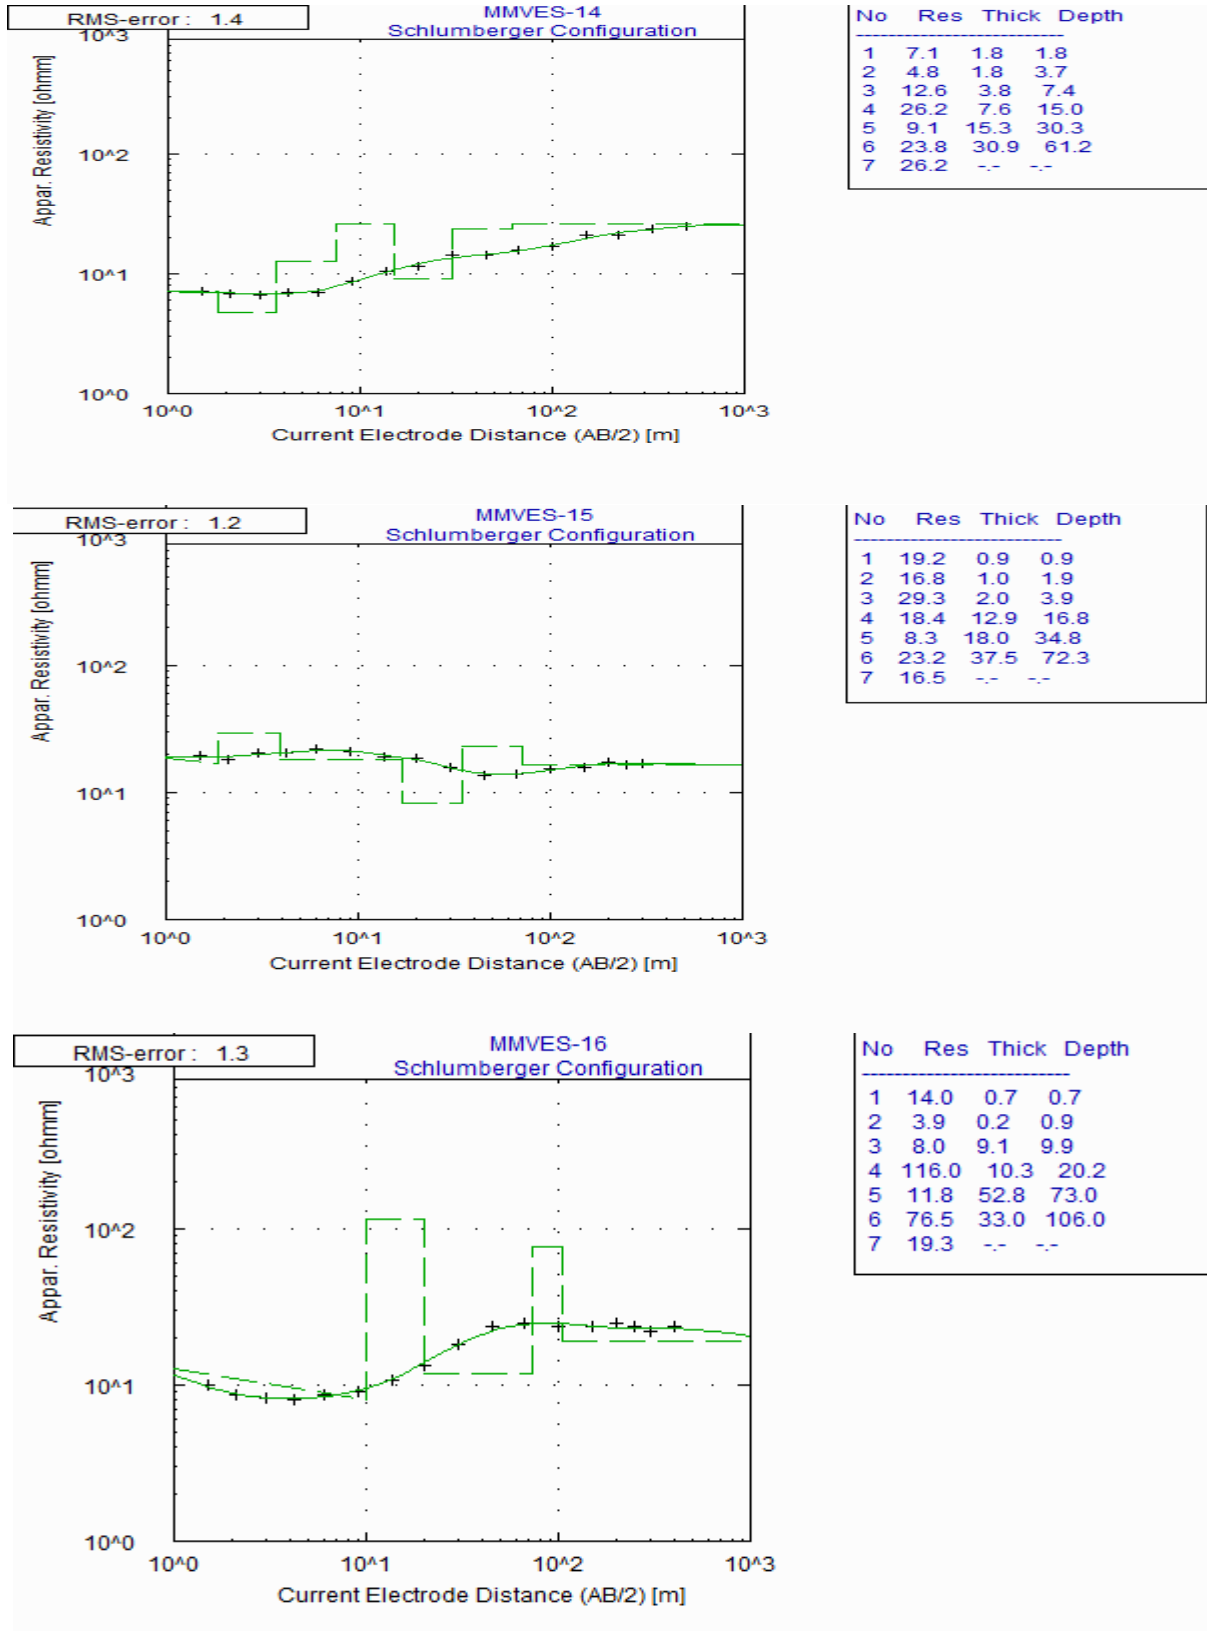 RMS-error : 1.4
MMVES-14
Schlumberger Configuration
Appar. Resistivity [ohmm]
10^3
10^2
10^1
10^0
10^0 10^1 10^2 10^3
Current Electrode Distance (AB/2) [m]
No Res Thick Depth
1 7.1 1.8 1.8
2 4.8 1.8 3.7
3 12.6 3.8 7.4
4 26.2 7.6 15.0
5 9.1 15.3 30.3
6 23.8 30.9 61.2
7 26.2 -.- -.-
RMS-error : 1.2
MMVES-15
Schlumberger Configuration
Appar. Resistivity [ohmm]
10^3
10^2
10^1
10^0
10^0 10^1 10^2 10^3
Current Electrode Distance (AB/2) [m]
No Res Thick Depth
1 19.2 0.9 0.9
2 16.8 1.0 1.9
3 29.3 2.0 3.9
4 18.4 12.9 16.8
5 8.3 18.0 34.8
6 23.2 37.5 72.3
7 16.5 -.- -.-
RMS-error : 1.3
MMVES-16
Schlumberger Configuration
Appar. Resistivity [ohmm]
10^3
10^2
10^1
10^0
10^0 10^1 10^2 10^3
Current Electrode Distance (AB/2) [m]
No Res Thick Depth
1 14.0 0.7 0.7
2 3.9 0.2 0.9
3 8.0 9.1 9.9
4 116.0 10.3 20.2
5 11.8 52.8 73.0
6 76.5 33.0 106.0
7 19.3 -.- -.-